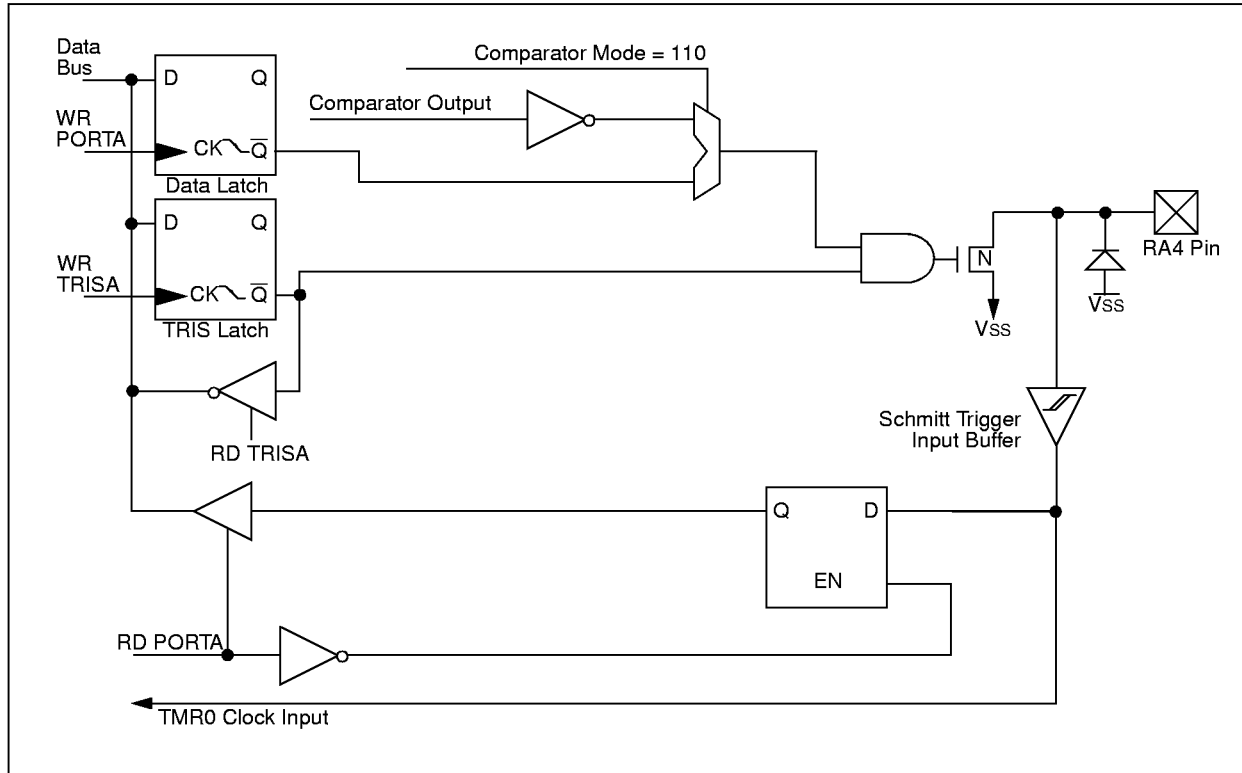 Data
Bus
D
Q
WR
PORTA
CK
Q̅
Data Latch
Comparator Mode = 110
Comparator Output
D
Q
WR
TRISA
CK
Q̅
TRIS Latch
N
VSS
RA4 Pin
VSS
RD TRISA
Schmitt Trigger
Input Buffer
Q
D
EN
RD PORTA
TMR0 Clock Input